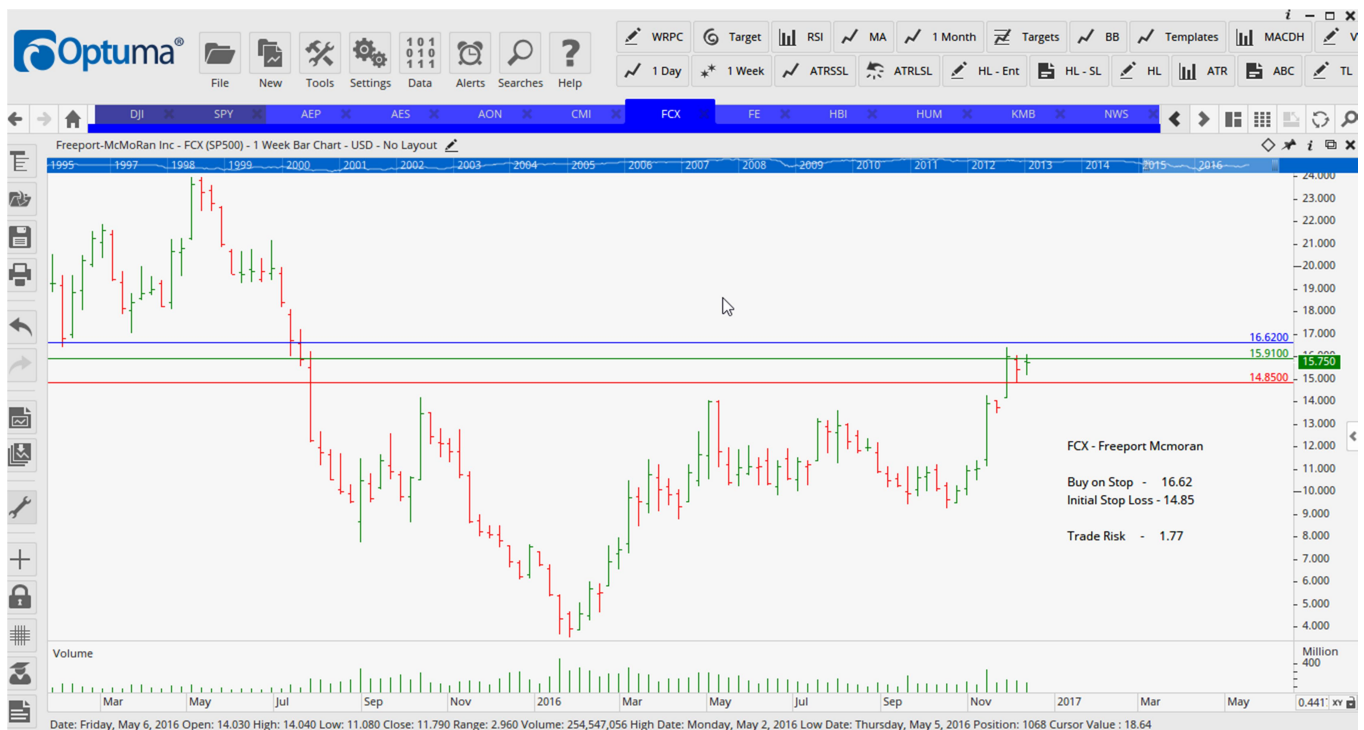 Optuma®
File New Tools Settings Data Alerts Searches Help
WRPC Target RSI MA 1 Month Targets BB Templates MACDH V
1 Day 1 Week ATRSSL ATRLSL HL - Ent HL - SL HL ATR ABC TL
DJI SPY AEP AES AON CMI FCX FE HBI HUM KMB NWS
Freeport-McMoRan Inc - FCX (SP500) - 1 Week Bar Chart - USD - No Layout
1995 1997 1998 1999 2000 2001 2002 2003 2004 2005 2006 2007 2008 2009 2010 2011 2012 2013 2014 2015 2016
24.000
23.000
22.000
21.000
20.000
19.000
18.000
17.000
16.6200
15.9100
15.750
15.000
14.8500
14.000
13.000
12.000
11.000
10.000
9.000
8.000
7.000
6.000
5.000
4.000
FCX - Freeport Mcmoran
Buy on Stop - 16.62
Initial Stop Loss - 14.85
Trade Risk - 1.77
Volume
Million
400
Mar May Jul Sep Nov 2016 Mar May Jul Sep Nov 2017 Mar May
0.441 XY
Date: Friday, May 6, 2016 Open: 14.030 High: 14.040 Low: 11.080 Close: 11.790 Range: 2.960 Volume: 254,547,056 High Date: Monday, May 2, 2016 Low Date: Thursday, May 5, 2016 Position: 1068 Cursor Value : 18.64